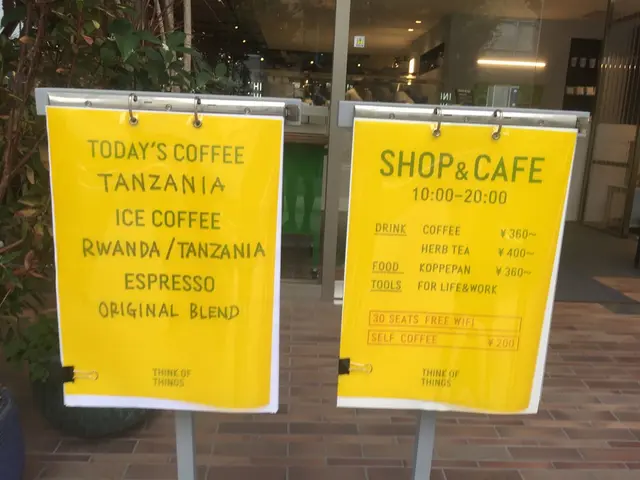 TODAY'S COFFEE
TANZANIA
ICE COFFEE
RWANDA/TANZANIA
ESPRESSO
ORIGINAL BLEND
THINK OF
THINGS
SHOP & CAFE
10:00-20:00
DRINK COFFEE ¥360~
HERB TEA ¥400~
FOOD KOPPEPAN ¥360~
TOOLS FOR LIFE&WORK
30 SEATS FREE WiFi
SELF COFFEE ¥200
THINK OF
THINGS